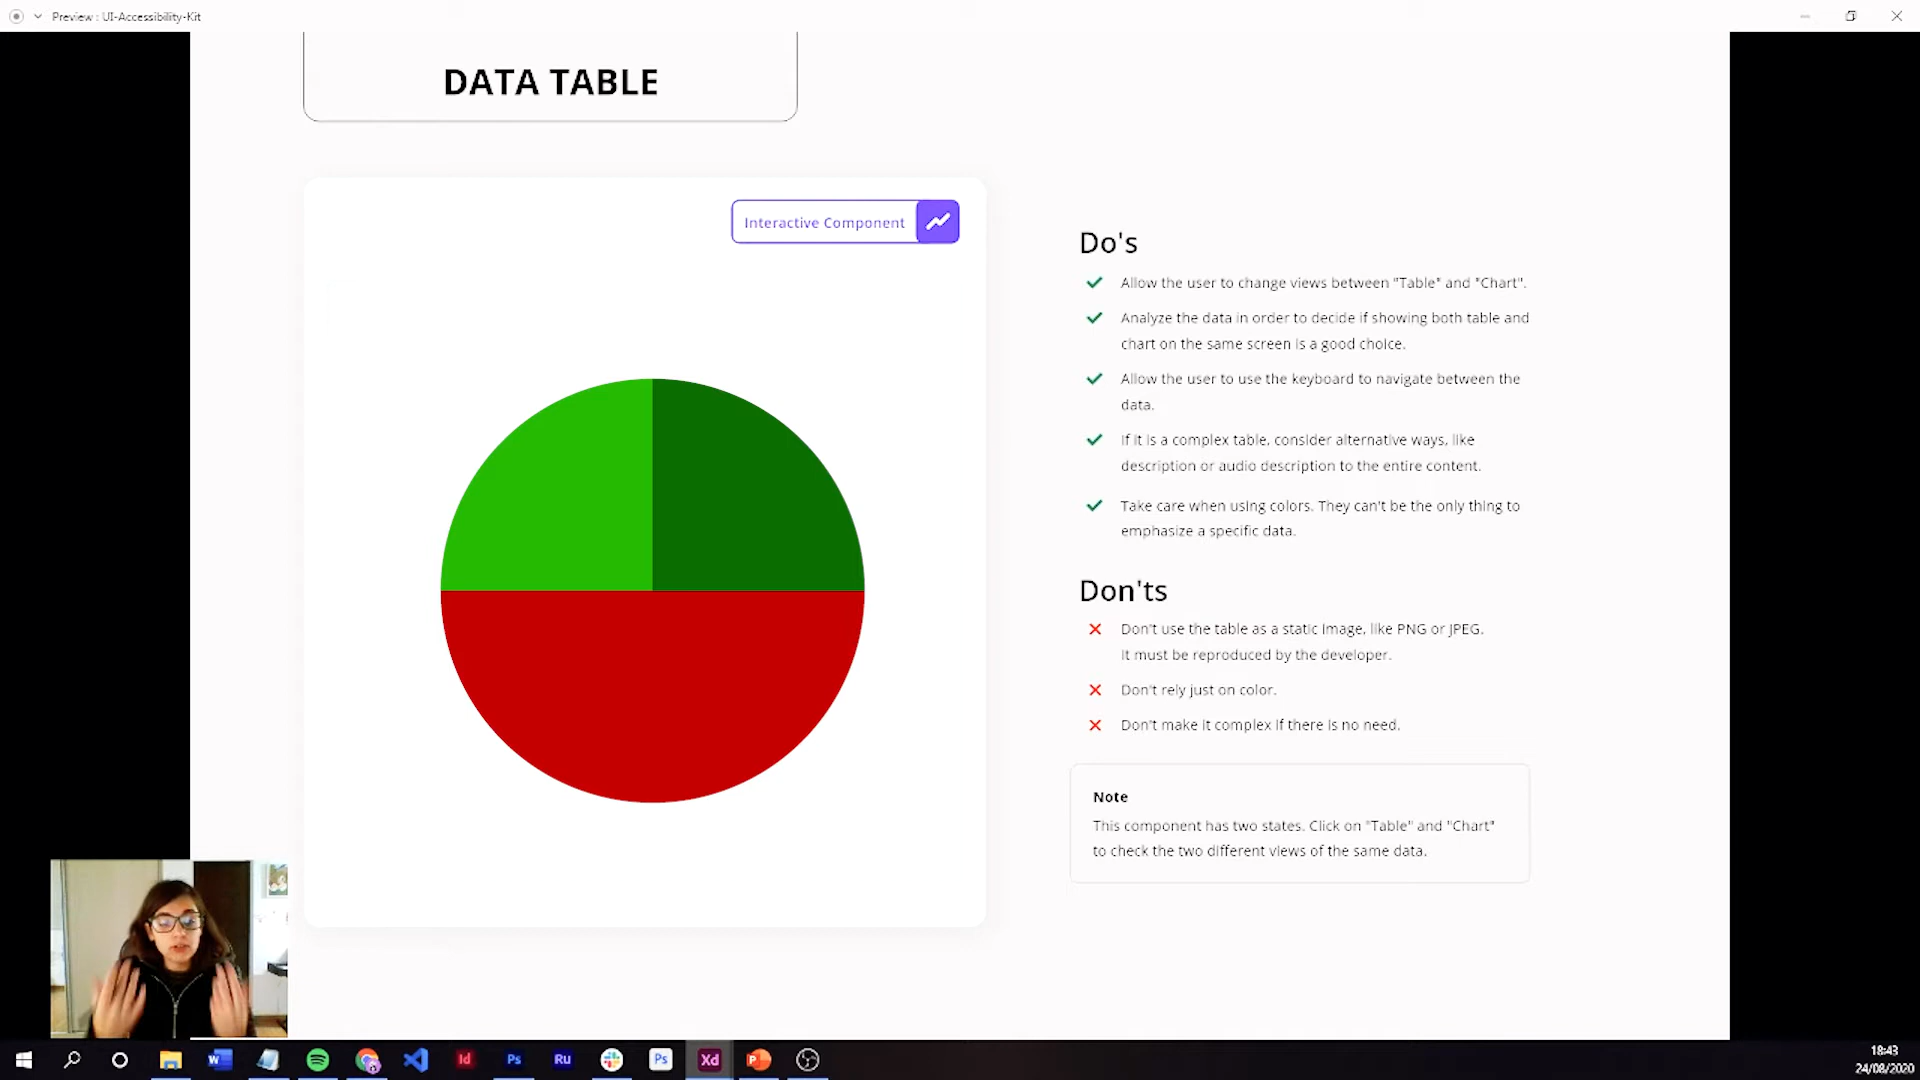 Preview : UI-Accessibility-Kit
DATA TABLE
Interactive Component
Do's
Allow the user to change views between "Table" and "Chart".
Analyze the data in order to decide if showing both table and
chart on the same screen is a good choice.
Allow the user to use the keyboard to navigate between the
data.
If it is a complex table, consider alternative ways, like
description or audio description to the entire content.
Take care when using colors. They can't be the only thing to
emphasize a specific data.
Don'ts
Don't use the table as a static image, like PNG or JPEG.
It must be reproduced by the developer.
Don't rely just on color.
Don't make it complex if there is no need.
Note
This component has two states. Click on "Table" and "Chart"
to check the two different views of the same data.
W
Id
Ps
Ru
Ps
Xd
P
18:43
24/08/2020